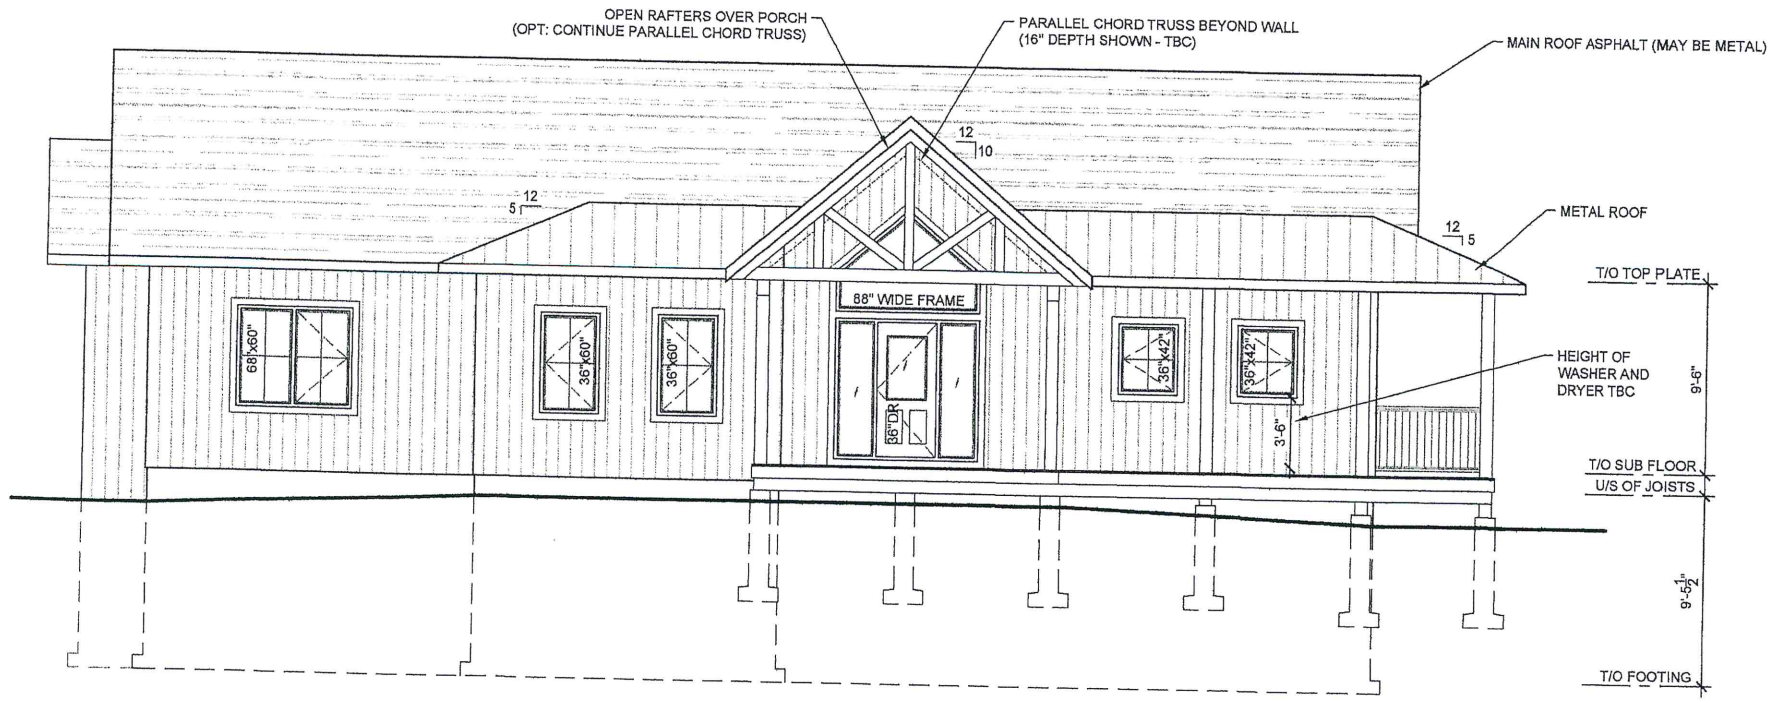 OPEN RAFTERS OVER PORCH
(OPT: CONTINUE PARALLEL CHORD TRUSS)
PARALLEL CHORD TRUSS BEYOND WALL
(16" DEPTH SHOWN - TBC)
MAIN ROOF ASPHALT (MAY BE METAL)
12
10
12
5
12
5
METAL ROOF
T/O TOP PLATE
88" WIDE FRAME
68"x60"
36"x60"
36"x60"
36"DR
36"x42"
36"x42"
3'-6"
HEIGHT OF
WASHER AND
DRYER TBC
9'-6"
T/O SUB FLOOR
U/S OF JOISTS
9'-5 1/2"
T/O FOOTING